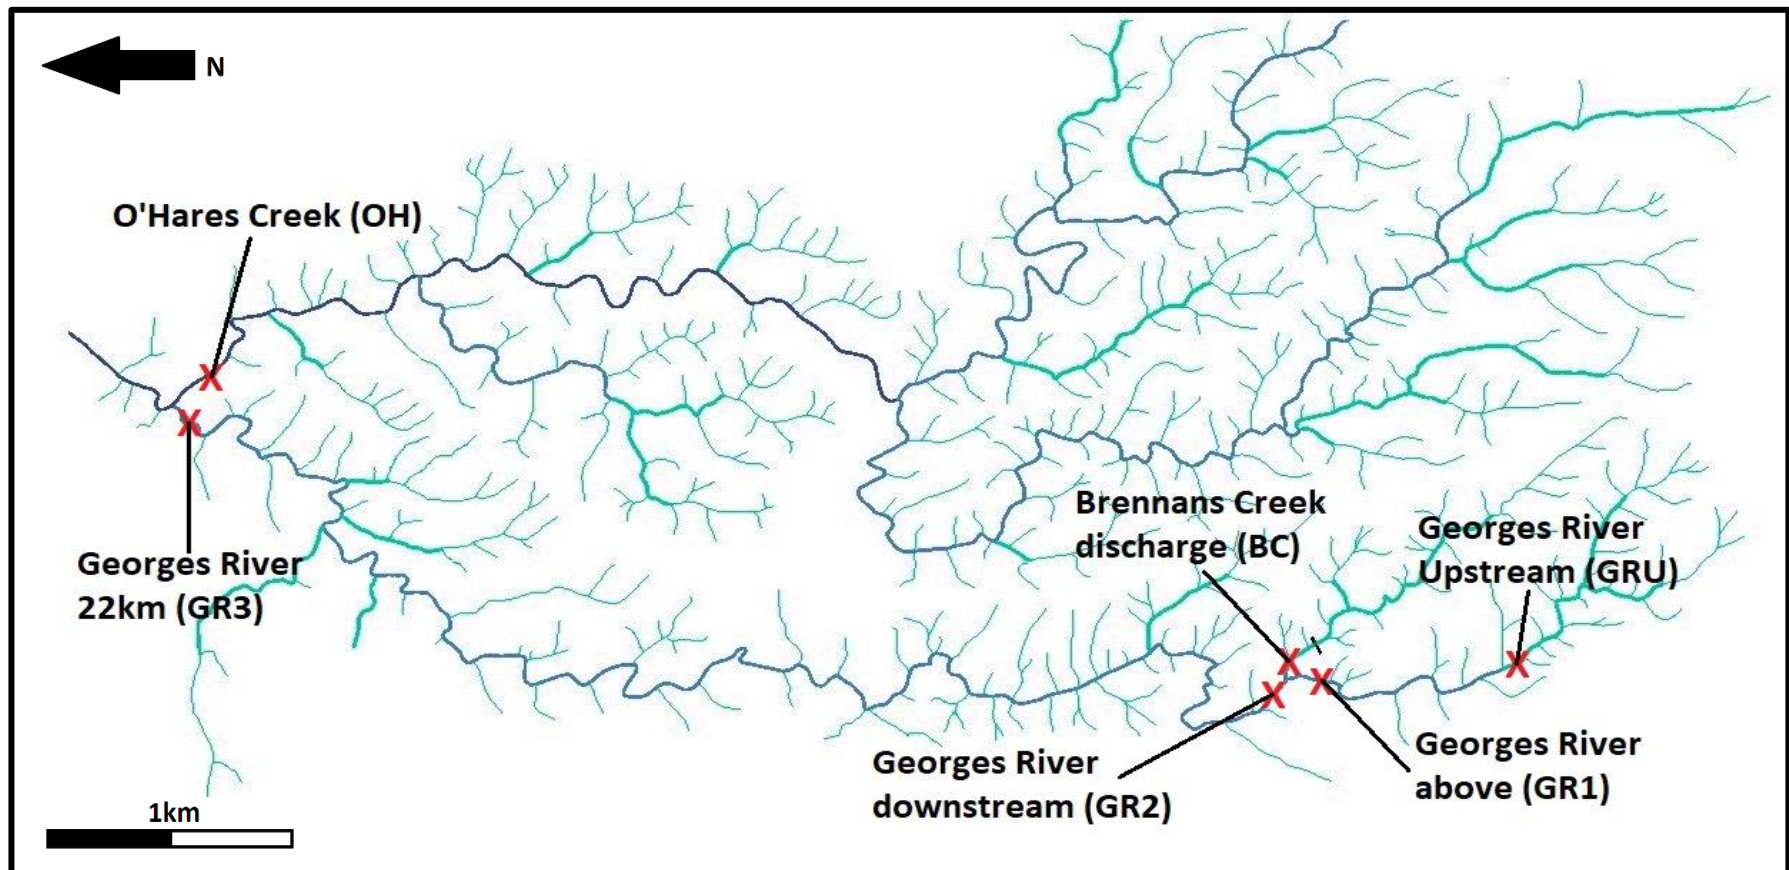 N
O'Hares Creek (OH)
Brennans Creek
discharge (BC)
Georges River
Upstream (GRU)
Georges River
22km (GR3)
Georges River
above (GR1)
Georges River
downstream (GR2)
1km
X
X
X
X
X
X